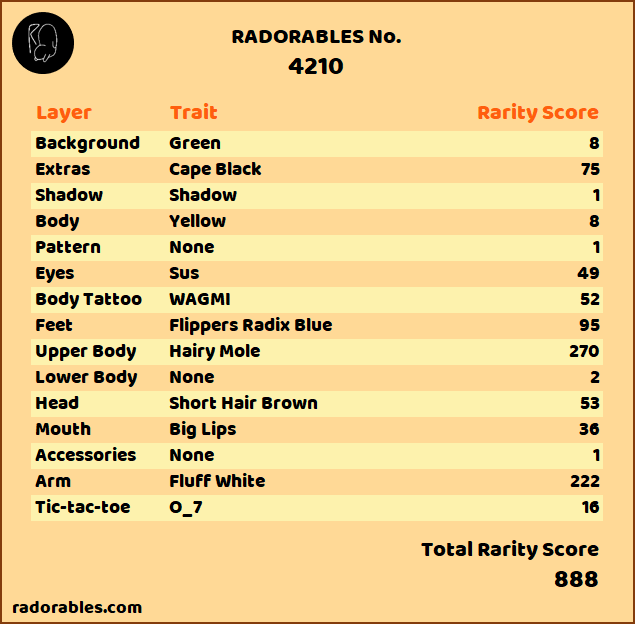 RADORABLES No.
4210
Layer Trait Rarity Score
Background Green 8
Extras Cape Black 75
Shadow Shadow 1
Body Yellow 8
Pattern None 1
Eyes Sus 49
Body Tattoo WAGMI 52
Feet Flippers Radix Blue 95
Upper Body Hairy Mole 270
Lower Body None 2
Head Short Hair Brown 53
Mouth Big Lips 36
Accessories None 1
Arm Fluff White 222
Tic-tac-toe O_7 16
Total Rarity Score
888
radorables.com